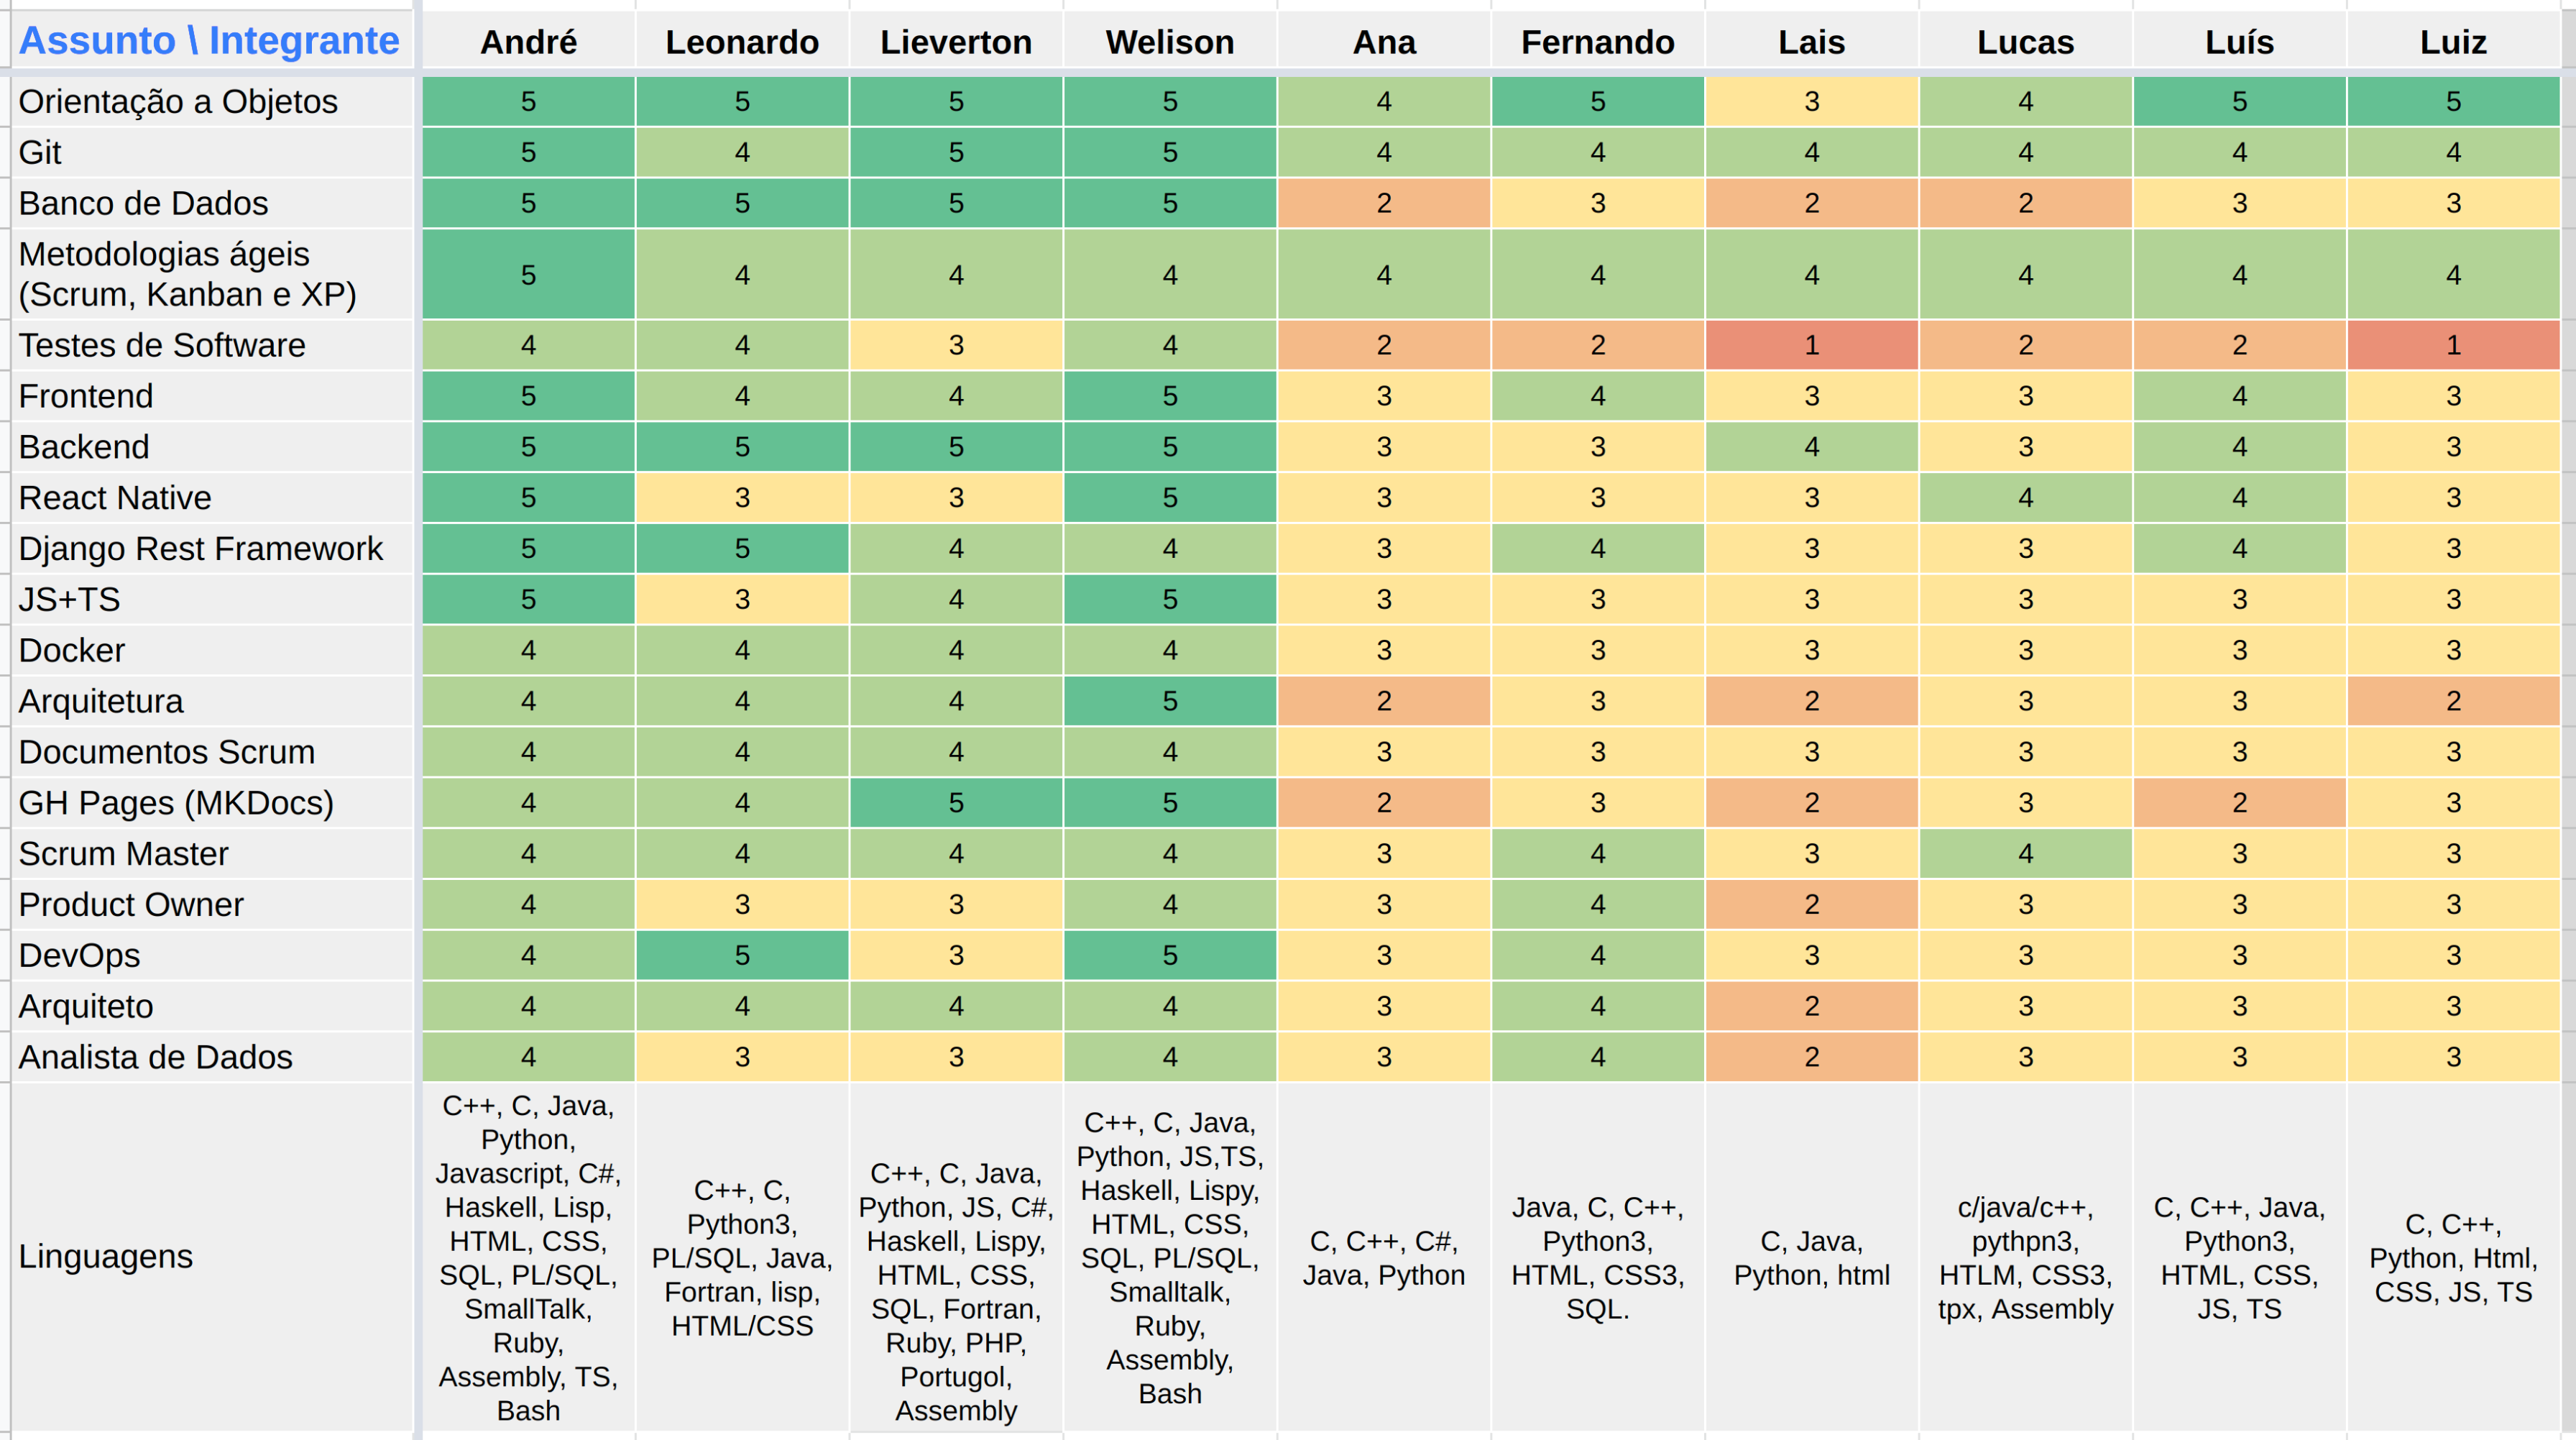 Assunto \ Integrante André Leonardo Lieverton Welison Ana Fernando Lais Lucas Luís Luiz
Orientação a Objetos 5 5 5 5 4 5 3 4 5 5
Git 5 4 5 5 4 4 4 4 4 4
Banco de Dados 5 5 5 5 2 3 2 2 3 3
Metodologias ágeis
(Scrum, Kanban e XP) 5 4 4 4 4 4 4 4 4 4
Testes de Software 4 4 3 4 2 2 1 2 2 1
Frontend 5 4 4 5 3 4 3 3 4 3
Backend 5 5 5 5 3 3 4 3 4 3
React Native 5 3 3 5 3 3 3 4 4 3
Django Rest Framework 5 5 4 4 3 4 3 3 4 3
JS+TS 5 3 4 5 3 3 3 3 3 3
Docker 4 4 4 4 3 3 3 3 3 3
Arquitetura 4 4 4 5 2 3 2 3 3 2
Documentos Scrum 4 4 4 4 3 3 3 3 3 3
GH Pages (MKDocs) 4 4 5 5 2 3 2 3 2 3
Scrum Master 4 4 4 4 3 4 3 4 3 3
Product Owner 4 3 3 4 3 4 2 3 3 3
DevOps 4 5 3 5 3 4 3 3 3 3
Arquiteto 4 4 4 4 3 4 2 3 3 3
Analista de Dados 4 3 3 4 3 4 2 3 3 3
Linguagens
C++, C, Java,
Python,
Javascript, C#,
Haskell, Lisp,
HTML, CSS,
SQL, PL/SQL,
SmallTalk,
Ruby,
Assembly, TS,
Bash
C++, C,
Python3,
PL/SQL, Java,
Fortran, lisp,
HTML/CSS
C++, C, Java,
Python, JS, C#,
Haskell, Lispy,
HTML, CSS,
SQL, Fortran,
Ruby, PHP,
Portugol,
Assembly
C++, C, Java,
Python, JS,TS,
Haskell, Lispy,
HTML, CSS,
SQL, PL/SQL,
Smalltalk,
Ruby,
Assembly,
Bash
C, C++, C#,
Java, Python
Java, C, C++,
Python3,
HTML, CSS3,
SQL.
C, Java,
Python, html
c/java/c++,
pythpn3,
HTLM, CSS3,
tpx, Assembly
C, C++, Java,
Python3,
HTML, CSS,
JS, TS
C, C++,
Python, Html,
CSS, JS, TS